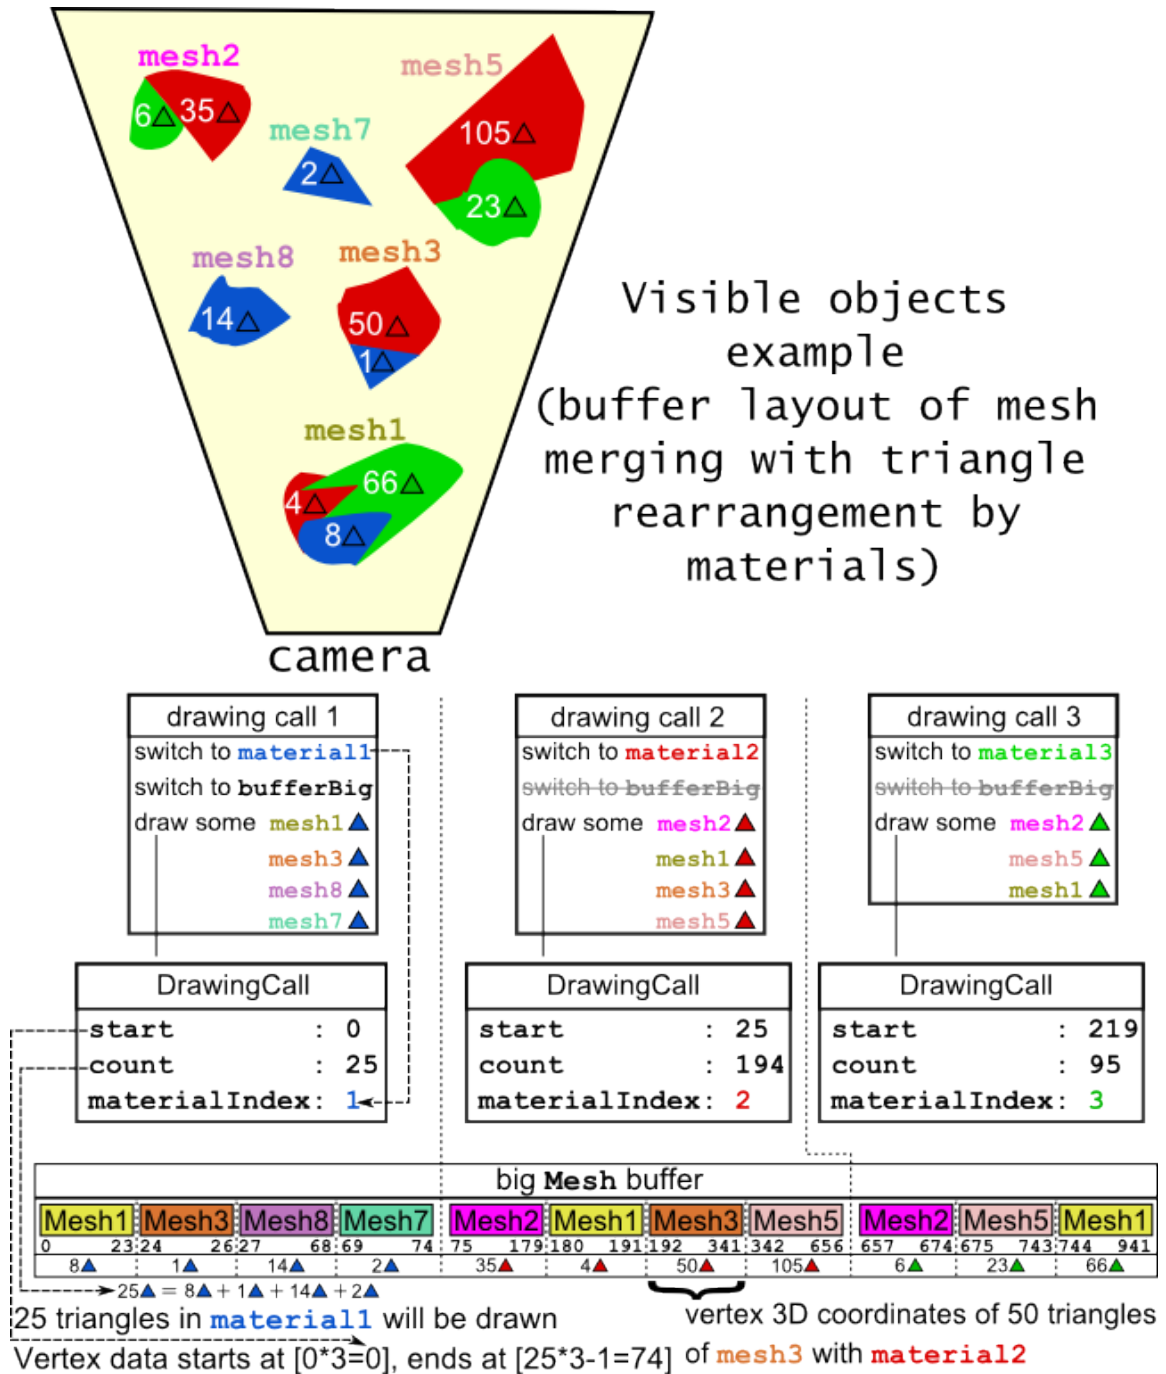 mesh2
mesh5
6 35
105
mesh7
2
23
mesh8
mesh3
14
50
1
mesh1
66
4
8
camera
Visible objects
example
(buffer layout of mesh
merging with triangle
rearrangement by
materials)
drawing call 1
switch to material1
switch to bufferBig
draw some mesh1
mesh3
mesh8
mesh7
DrawingCall
start : 0
count : 25
materialIndex: 1
drawing call 2
switch to material2
switch to bufferBig
draw some mesh2
mesh1
mesh3
mesh5
DrawingCall
start : 25
count : 194
materialIndex: 2
drawing call 3
switch to material3
switch to bufferBig
draw some mesh2
mesh5
mesh1
DrawingCall
start : 219
count : 95
materialIndex: 3
big Mesh buffer
Mesh1 Mesh3 Mesh8 Mesh7 Mesh2 Mesh1 Mesh3 Mesh5 Mesh2 Mesh5 Mesh1
0 23 24 26 27 68 69 74 75 179 180 191 192 341 342 656 657 674 675 743 744 941
8 1 14 2 35 4 50 105 6 23 66
25 = 8 + 1 + 14 + 2
25 triangles in material1 will be drawn
Vertex data starts at [0*3=0], ends at [25*3-1=74]
vertex 3D coordinates of 50 triangles
of mesh3 with material2